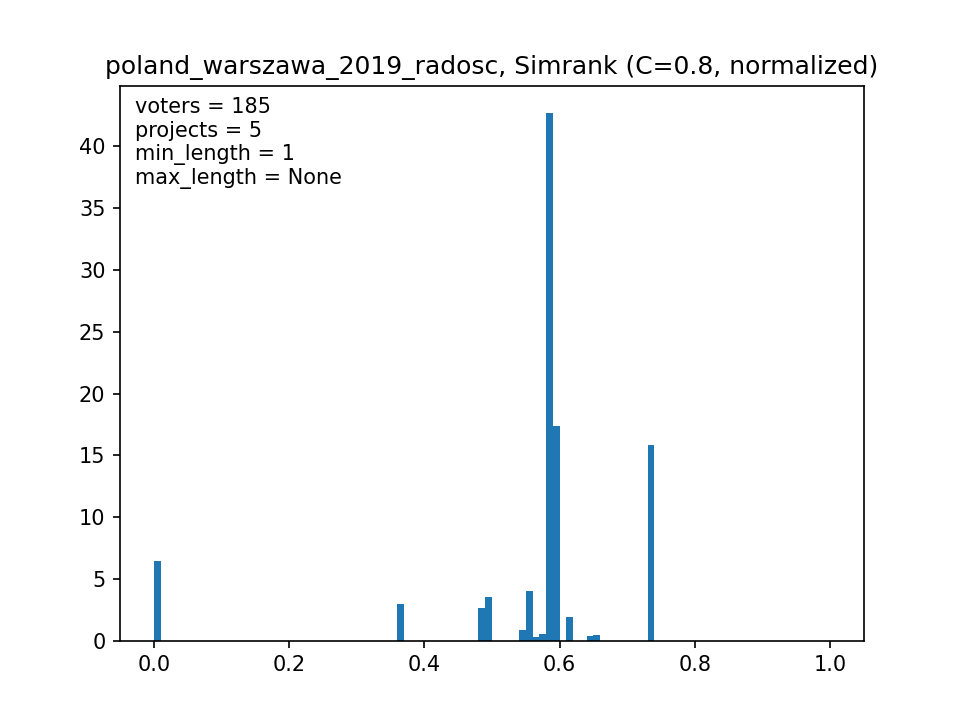 poland_warszawa_2019_radosc, Simrank (C=0.8, normalized)
voters = 185
projects = 5
min_length = 1
max_length = None
40
35
30
25
20
15
10
5
0
0.0 0.2 0.4 0.6 0.8 1.0